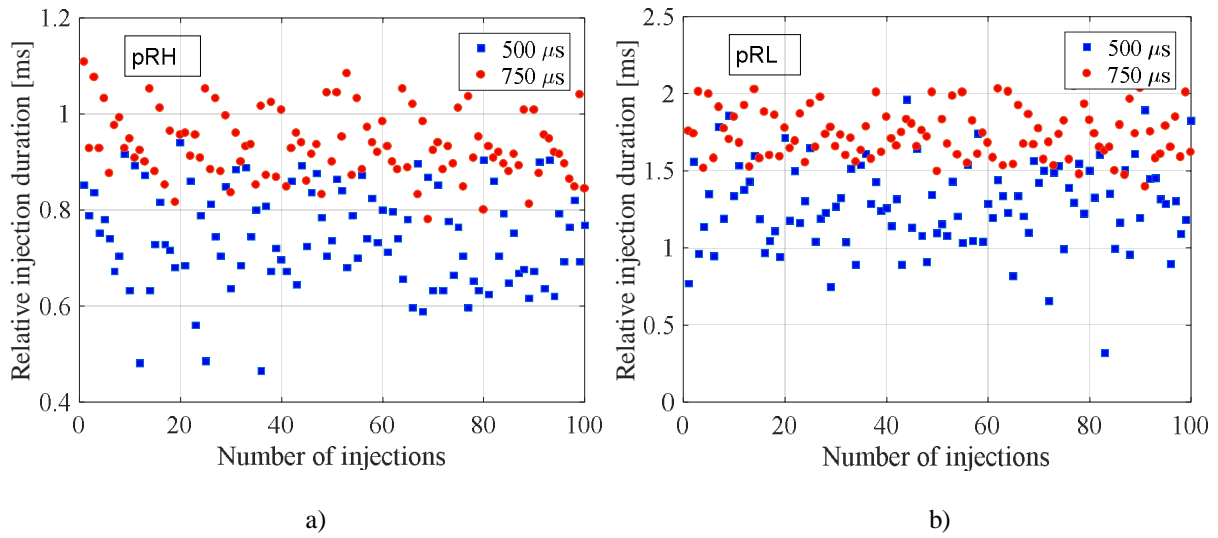 1.2
1
0.8
0.6
0.4
Relative injection duration [ms]
pRH
500 μs
750 μs
0 20 40 60 80 100
Number of injections
a)
2.5
2
1.5
1
0.5
0
Relative injection duration [ms]
pRL
500 μs
750 μs
0 20 40 60 80 100
Number of injections
b)